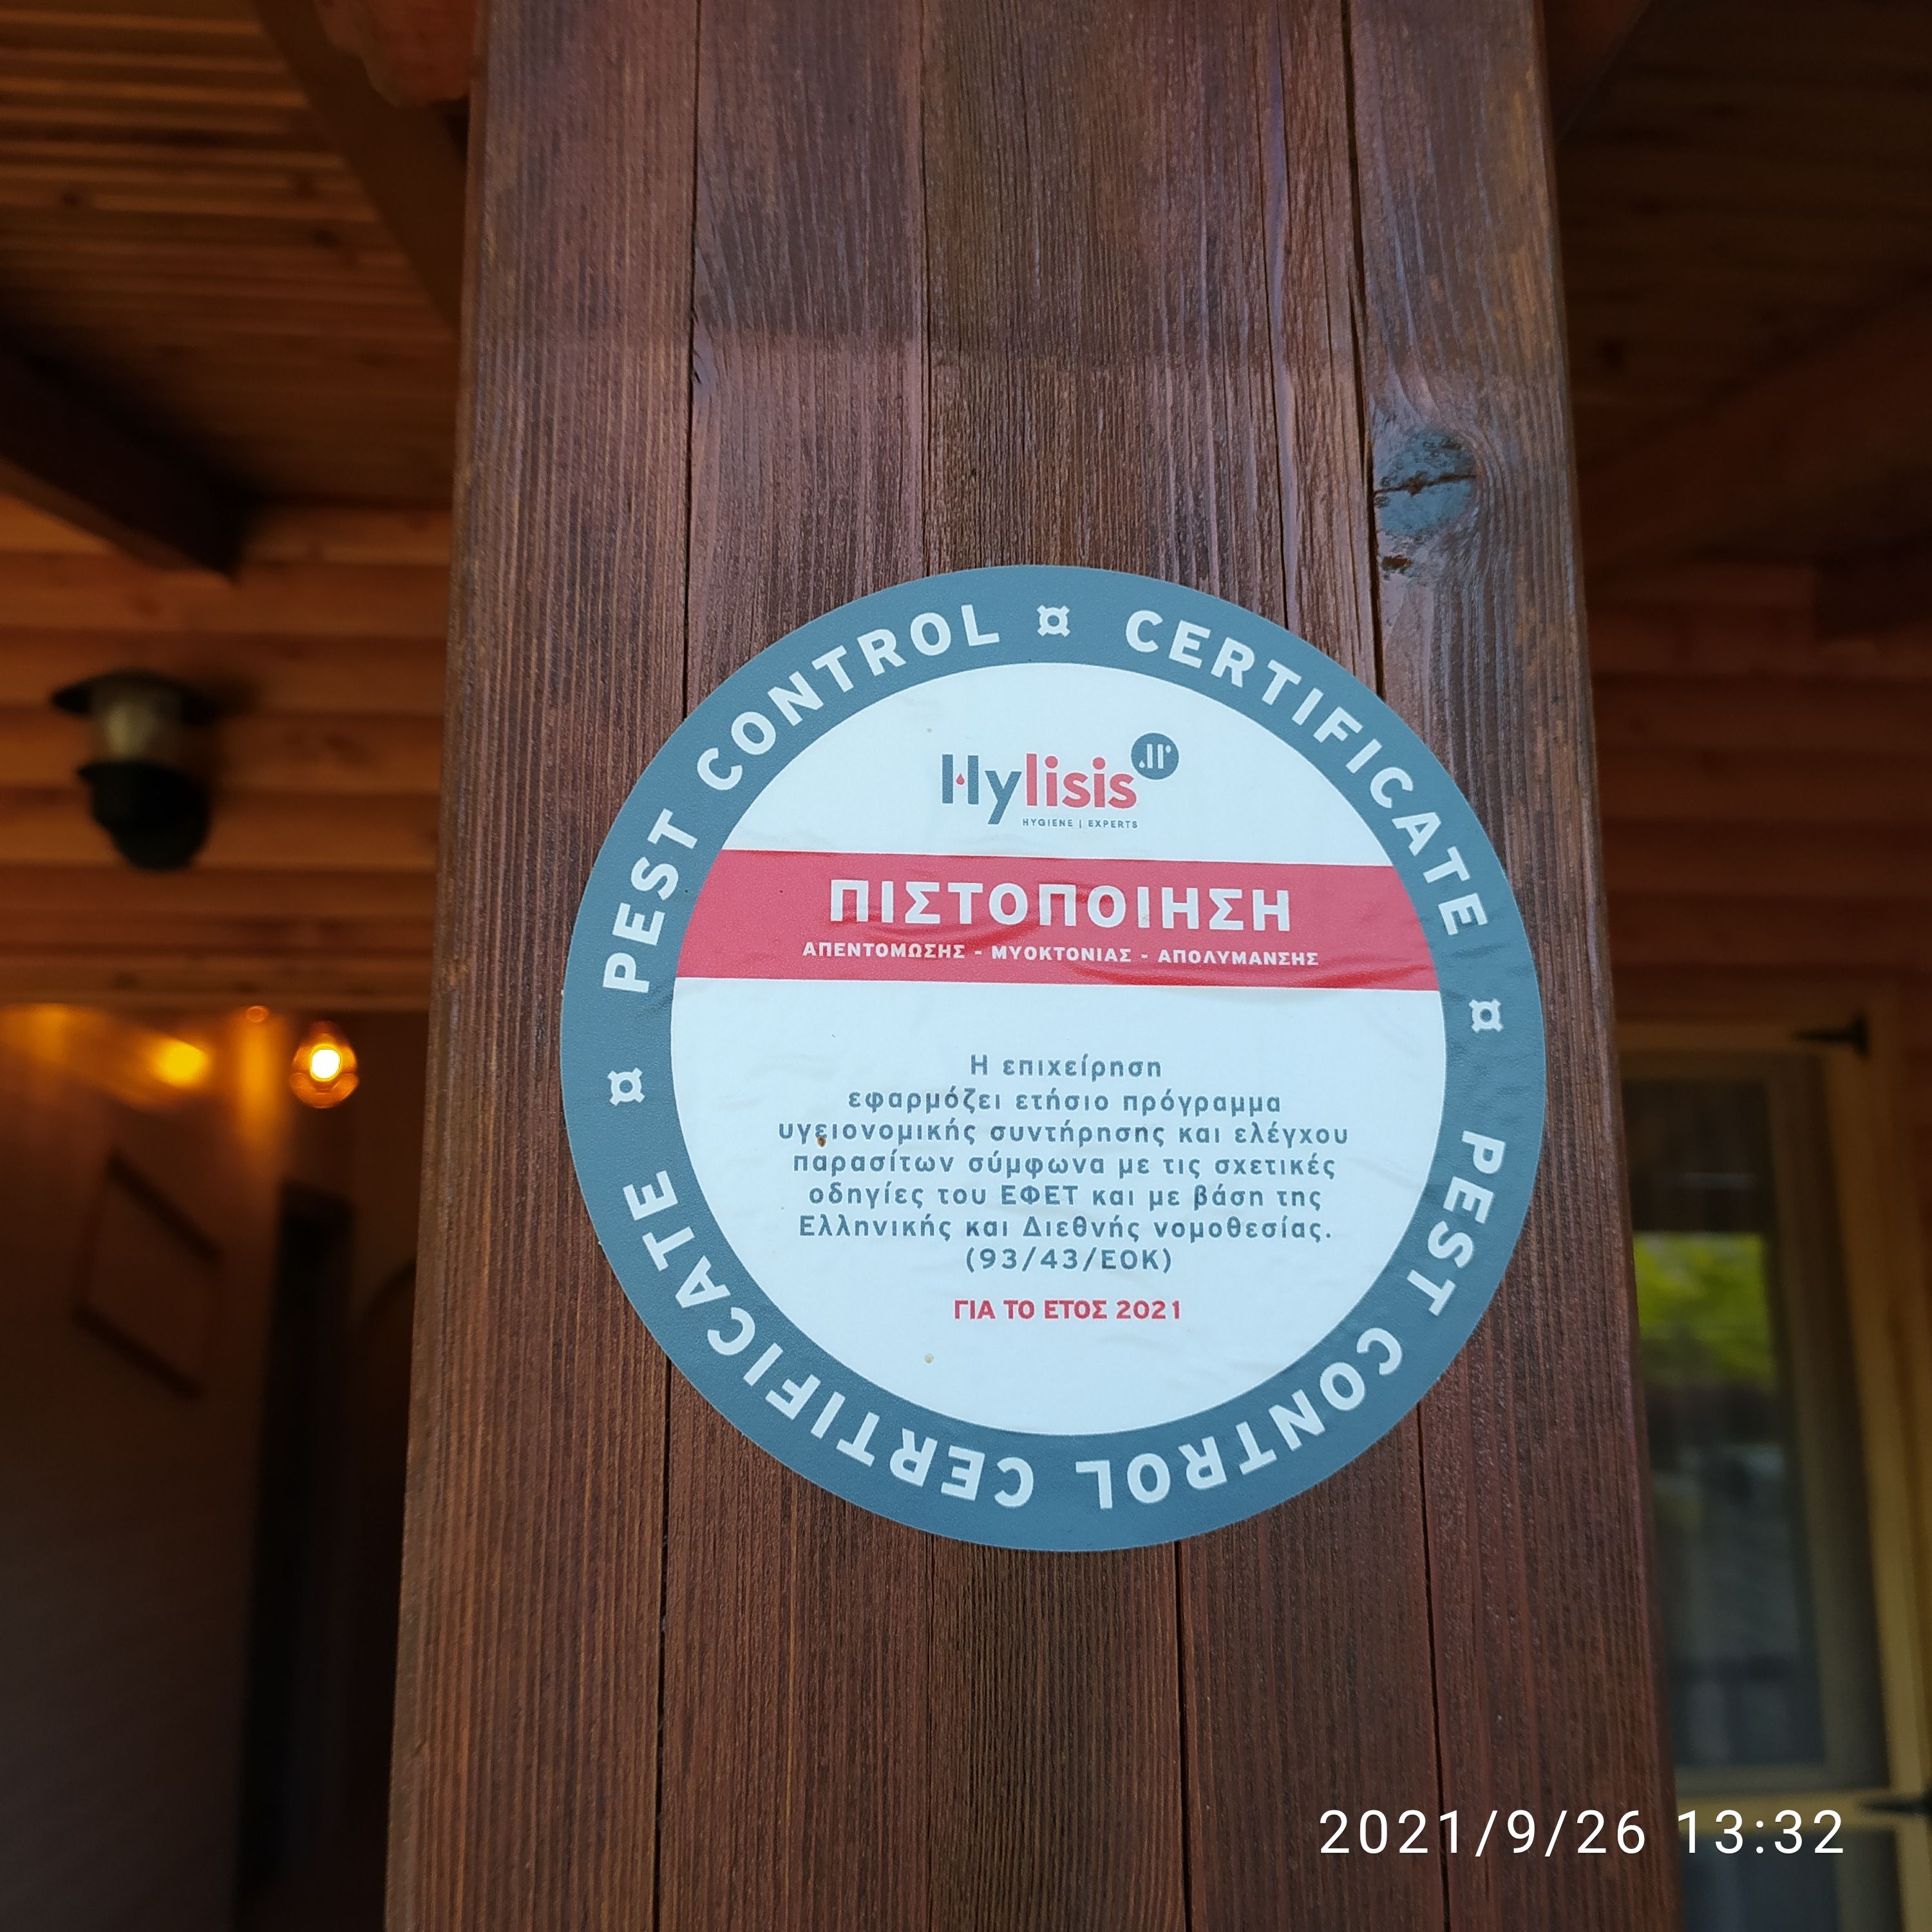 PEST CONTROL ¤ CERTIFICATE ¤
PEST CONTROL CERTIFICATE ¤
Hylisis
HYGIENE | EXPERTS
ΠΙΣΤΟΠΟΙΗΣΗ
ΑΠΕΝΤΟΜΩΣΗΣ - ΜΥΟΚΤΟΝΙΑΣ - ΑΠΟΛΥΜΑΝΣΗΣ
Η επιχείρηση
εφαρμόζει ετήσιο πρόγραμμα
υγειονομικής συντήρησης και ελέγχου
παρασίτων σύμφωνα με τις σχετικές
οδηγίες του ΕΦΕΤ και με βάση της
Ελληνικής και Διεθνής νομοθεσίας.
(93/43/ΕΟΚ)
ΓΙΑ ΤΟ ΕΤΟΣ 2021
2021/9/26 13:32